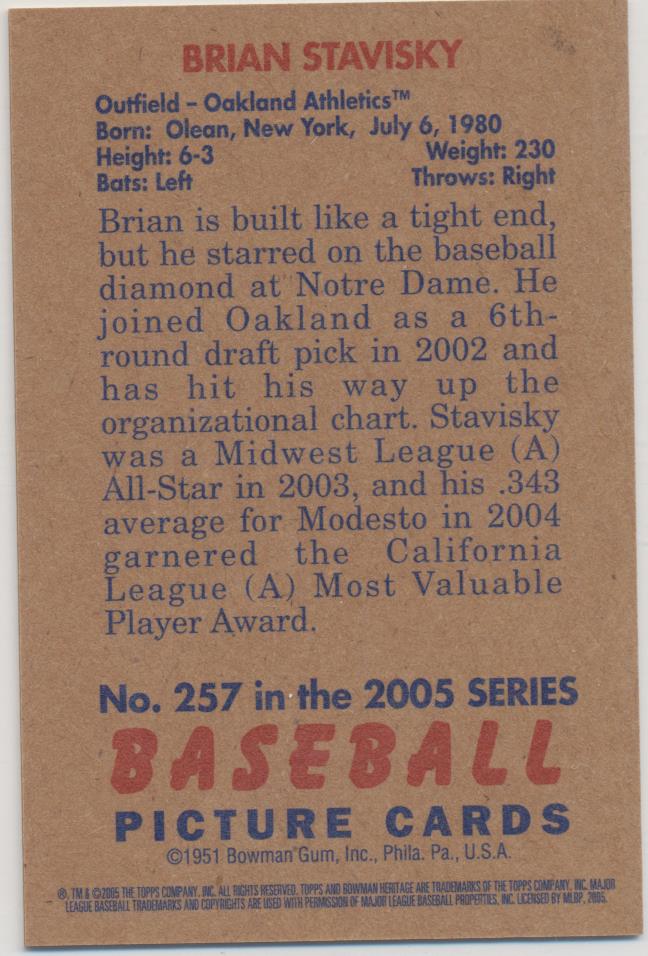 BRIAN STAVISKY
Outfield – Oakland Athletics™
Born: Olean, New York, July 6, 1980
Height: 6-3 Weight: 230
Bats: Left Throws: Right
Brian is built like a tight end,
but he starred on the baseball
diamond at Notre Dame. He
joined Oakland as a 6th-
round draft pick in 2002 and
has hit his way up the
organizational chart. Stavisky
was a Midwest League (A)
All-Star in 2003, and his .343
average for Modesto in 2004
garnered the California
League (A) Most Valuable
Player Award.
No. 257 in the 2005 SERIES
BASEBALL
PICTURE CARDS
©1951 Bowman Gum, Inc., Phila. Pa., U.S.A.
®, TM & ©2005 THE TOPPS COMPANY, INC. ALL RIGHTS RESERVED. TOPPS AND BOWMAN HERITAGE ARE TRADEMARKS OF THE TOPPS COMPANY, INC. MAJOR
LEAGUE BASEBALL TRADEMARKS AND COPYRIGHTS ARE USED WITH PERMISSION OF MAJOR LEAGUE BASEBALL PROPERTIES, INC. LICENSED BY MLBP, 2005.